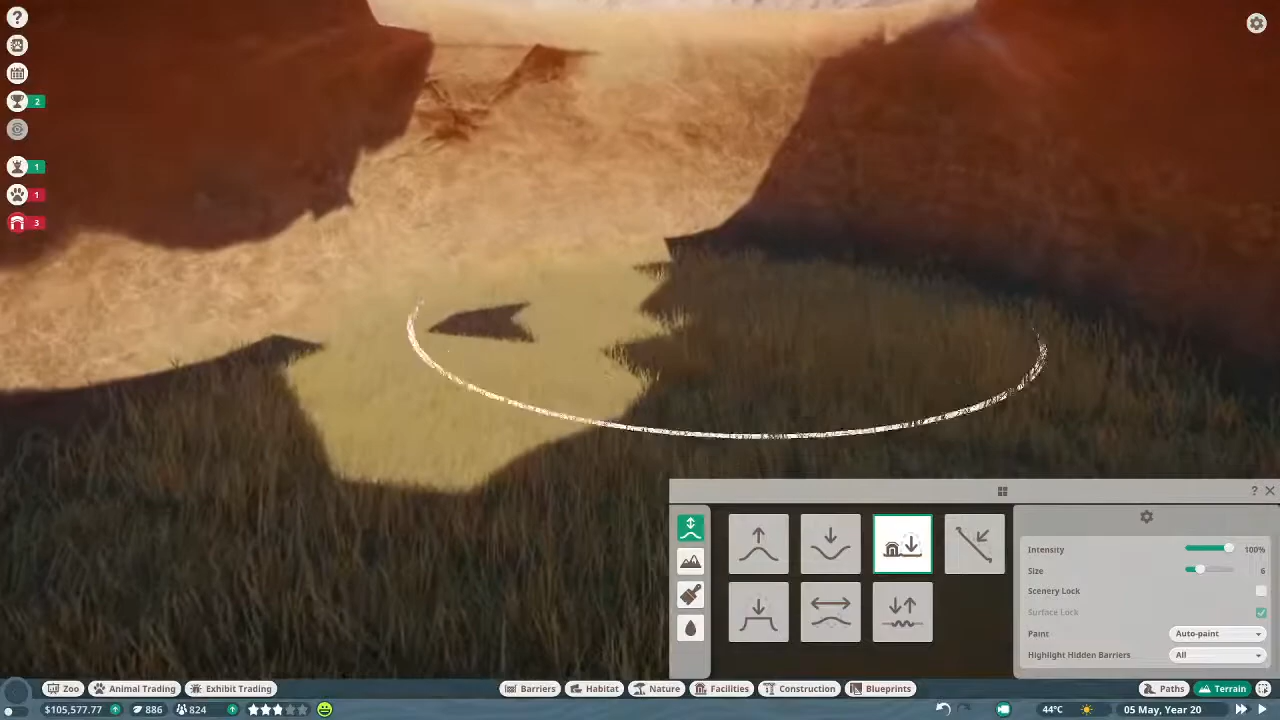 ?
2
1
1
3
? 
Intensity 100%
Size 6
Scenery Lock
Surface Lock
Paint Auto-paint
Highlight Hidden Barriers All
Zoo Animal Trading Exhibit Trading Barriers Habitat Nature Facilities Construction Blueprints Paths Terrain
$105,577.77 886 824 44°C 05 May, Year 20